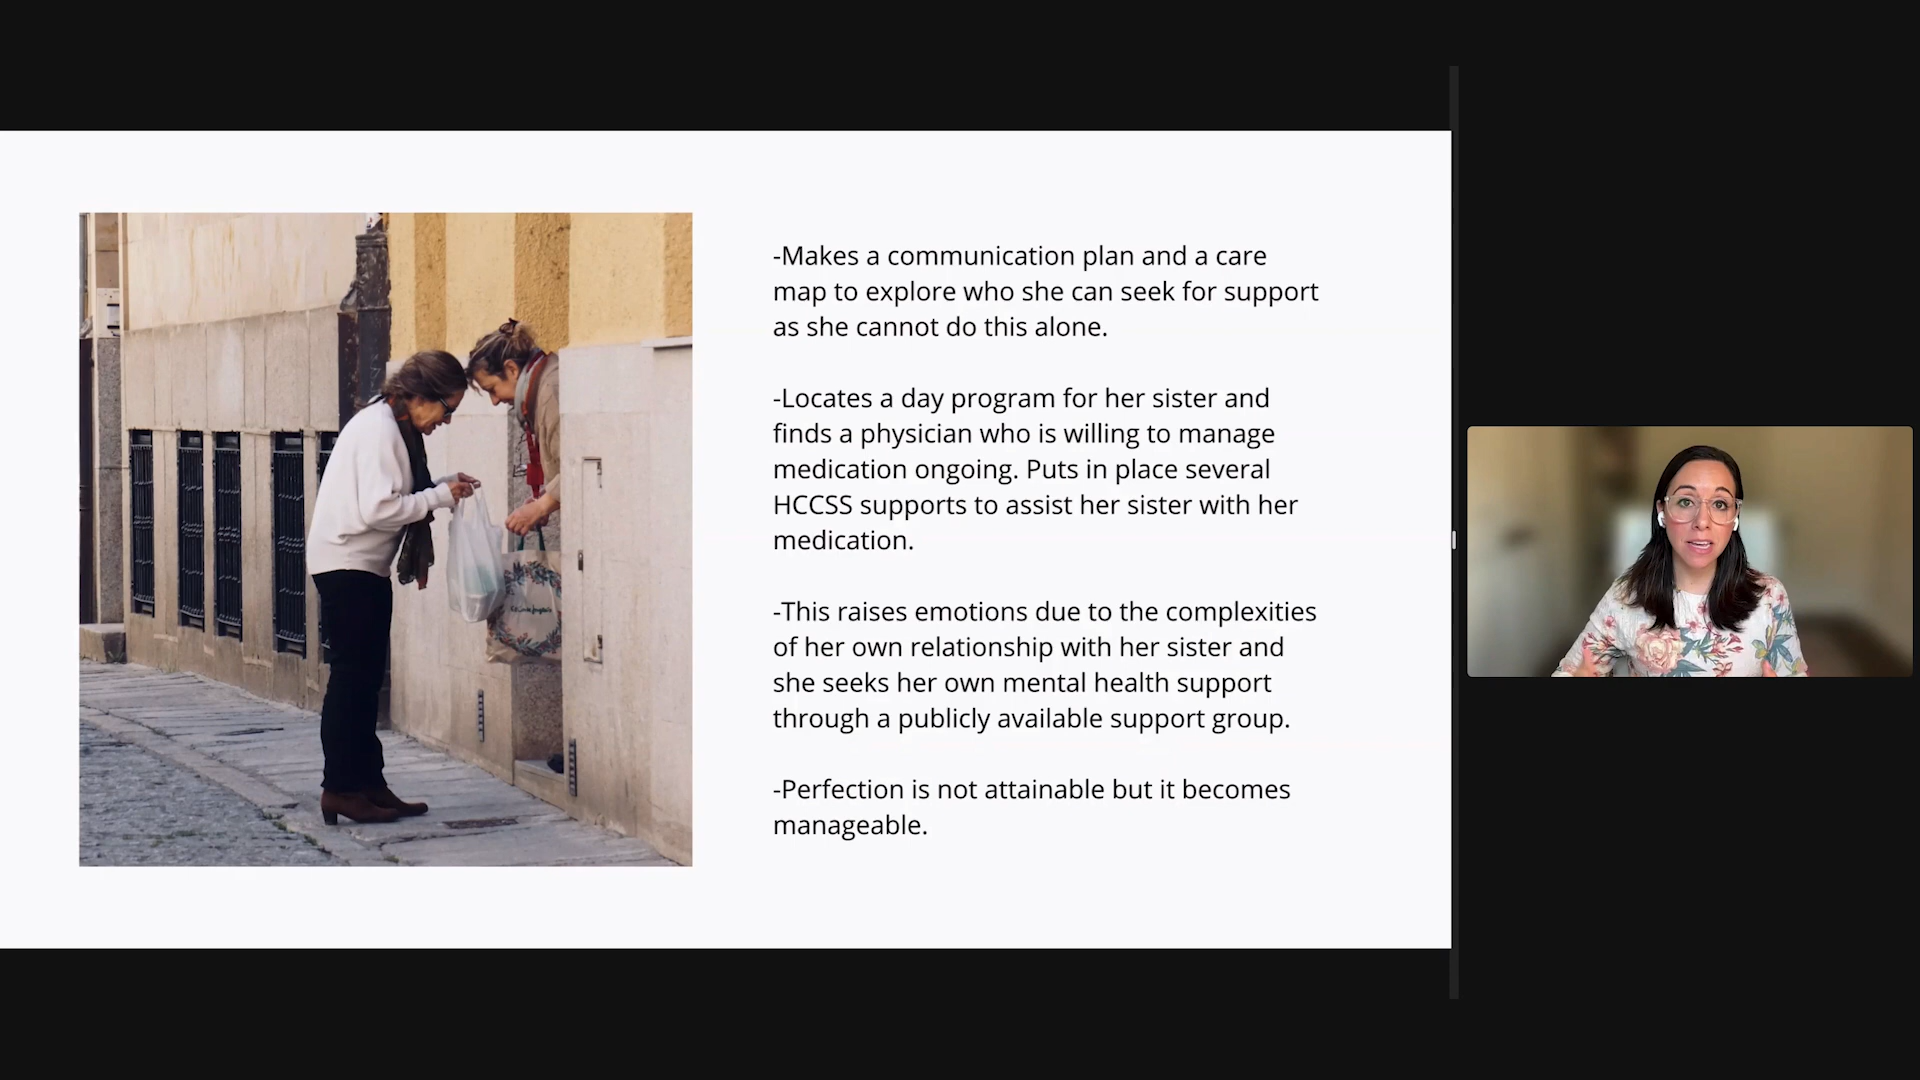 -Makes a communication plan and a care
map to explore who she can seek for support
as she cannot do this alone.
-Locates a day program for her sister and
finds a physician who is willing to manage
medication ongoing. Puts in place several
HCCSS supports to assist her sister with her
medication.
-This raises emotions due to the complexities
of her own relationship with her sister and
she seeks her own mental health support
through a publicly available support group.
-Perfection is not attainable but it becomes
manageable.